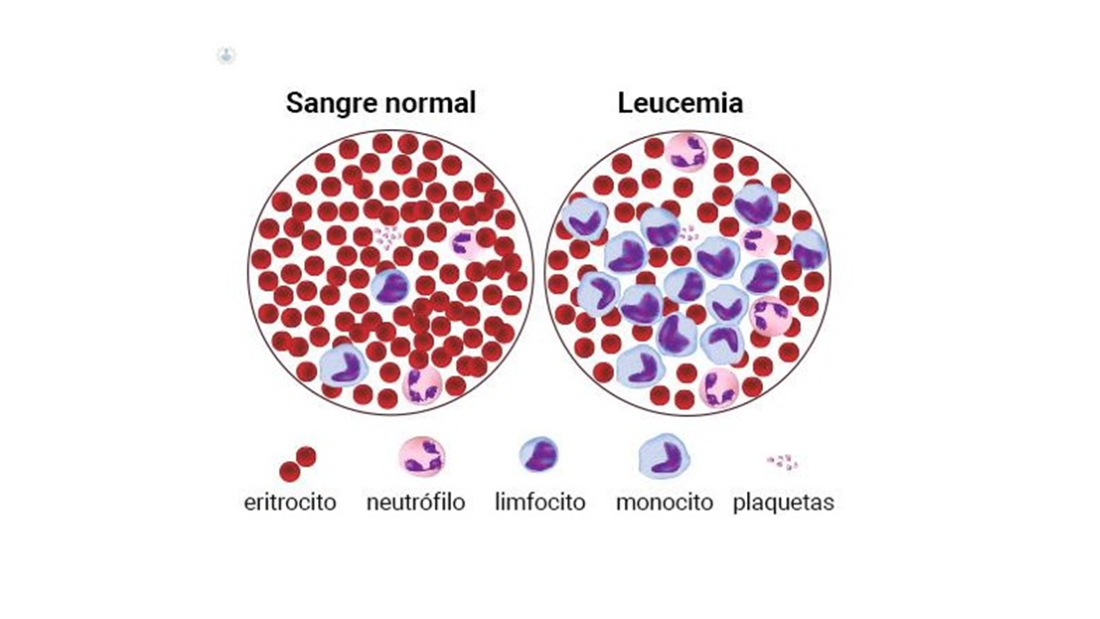 Sangre normal
Leucemia
eritrocito
neutrófilo
limfocito
monocito
plaquetas